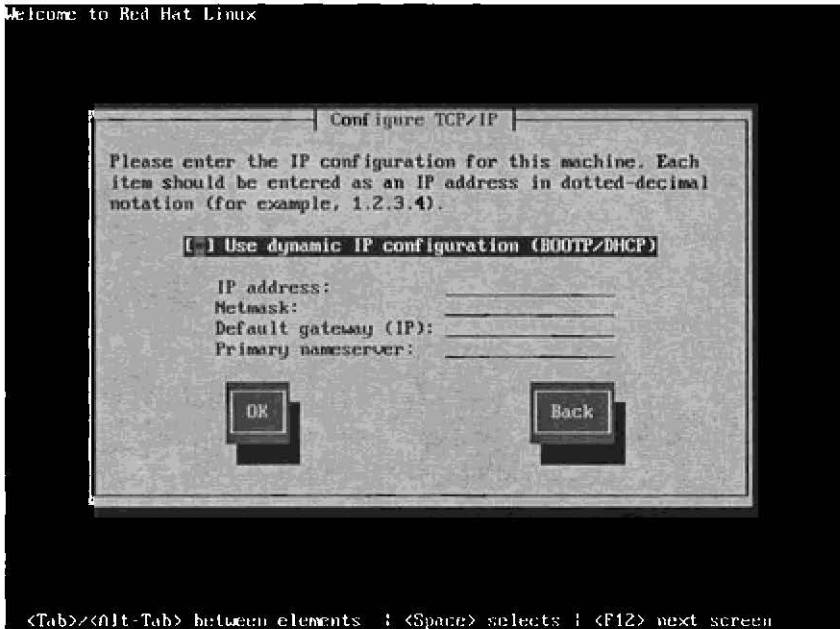 Welcome to Red Hat Linux
Configure TCP/IP
Please enter the IP configuration for this machine. Each
item should be entered as an IP address in dotted-decimal
notation (for example, 1.2.3.4).
[ ] Use dynamic IP configuration (BOOTP/DHCP)
IP address:
Netmask:
Default gateway (IP):
Primary nameserver:
OK Back
<Tab>/<Alt-Tab> between elements | <Space> selects | <F12> next screen